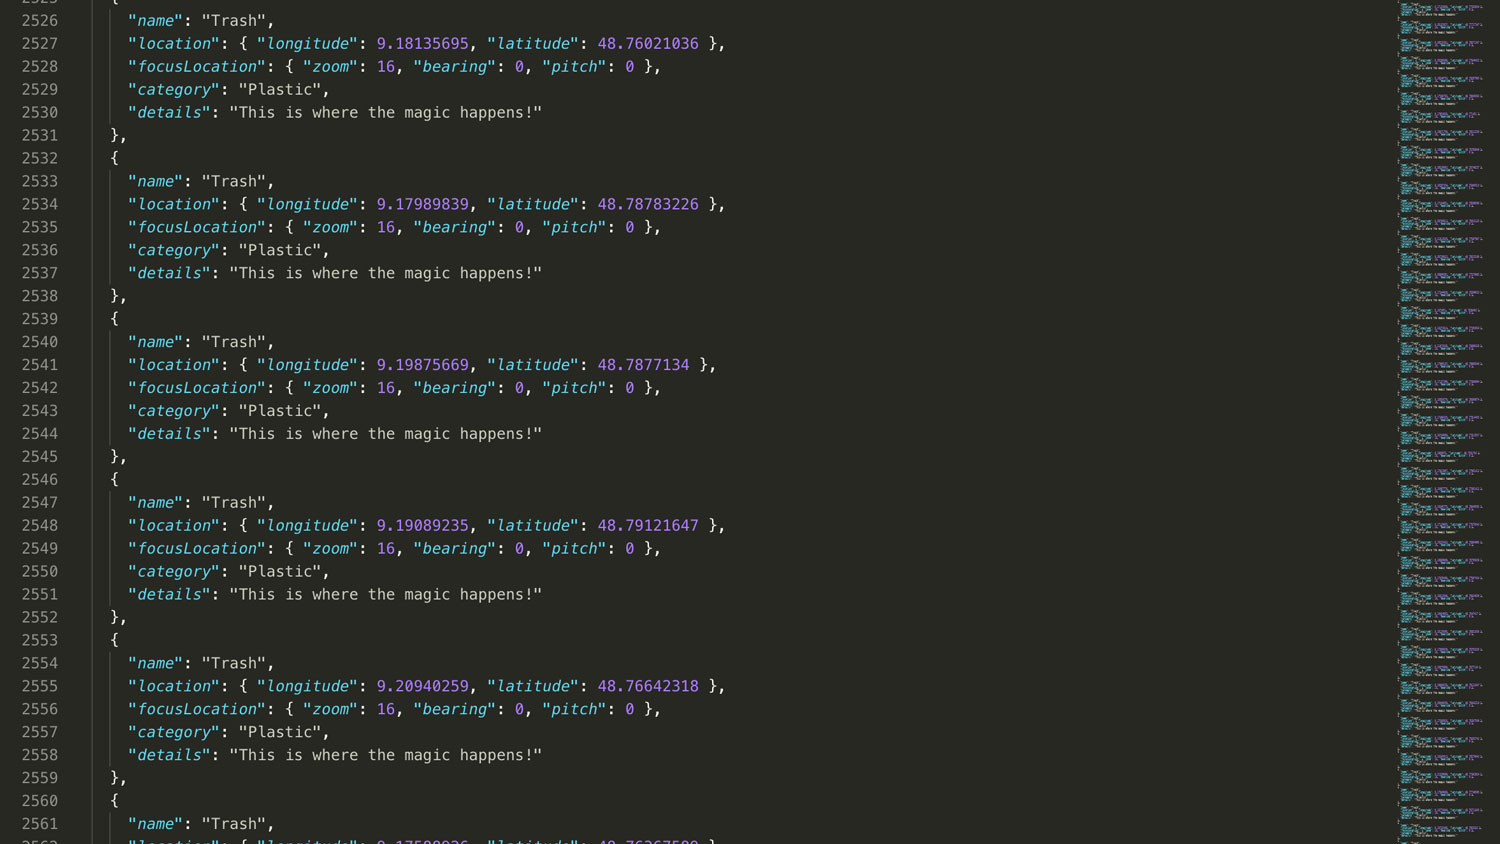 2525 {
2526 "name": "Trash",
2527 "location": { "longitude": 9.18135695, "latitude": 48.76021036 },
2528 "focusLocation": { "zoom": 16, "bearing": 0, "pitch": 0 },
2529 "category": "Plastic",
2530 "details": "This is where the magic happens!"
2531 },
2532 {
2533 "name": "Trash",
2534 "location": { "longitude": 9.17989839, "latitude": 48.78783226 },
2535 "focusLocation": { "zoom": 16, "bearing": 0, "pitch": 0 },
2536 "category": "Plastic",
2537 "details": "This is where the magic happens!"
2538 },
2539 {
2540 "name": "Trash",
2541 "location": { "longitude": 9.19875669, "latitude": 48.7877134 },
2542 "focusLocation": { "zoom": 16, "bearing": 0, "pitch": 0 },
2543 "category": "Plastic",
2544 "details": "This is where the magic happens!"
2545 },
2546 {
2547 "name": "Trash",
2548 "location": { "longitude": 9.19089235, "latitude": 48.79121647 },
2549 "focusLocation": { "zoom": 16, "bearing": 0, "pitch": 0 },
2550 "category": "Plastic",
2551 "details": "This is where the magic happens!"
2552 },
2553 {
2554 "name": "Trash",
2555 "location": { "longitude": 9.20940259, "latitude": 48.76642318 },
2556 "focusLocation": { "zoom": 16, "bearing": 0, "pitch": 0 },
2557 "category": "Plastic",
2558 "details": "This is where the magic happens!"
2559 },
2560 {
2561 "name": "Trash",